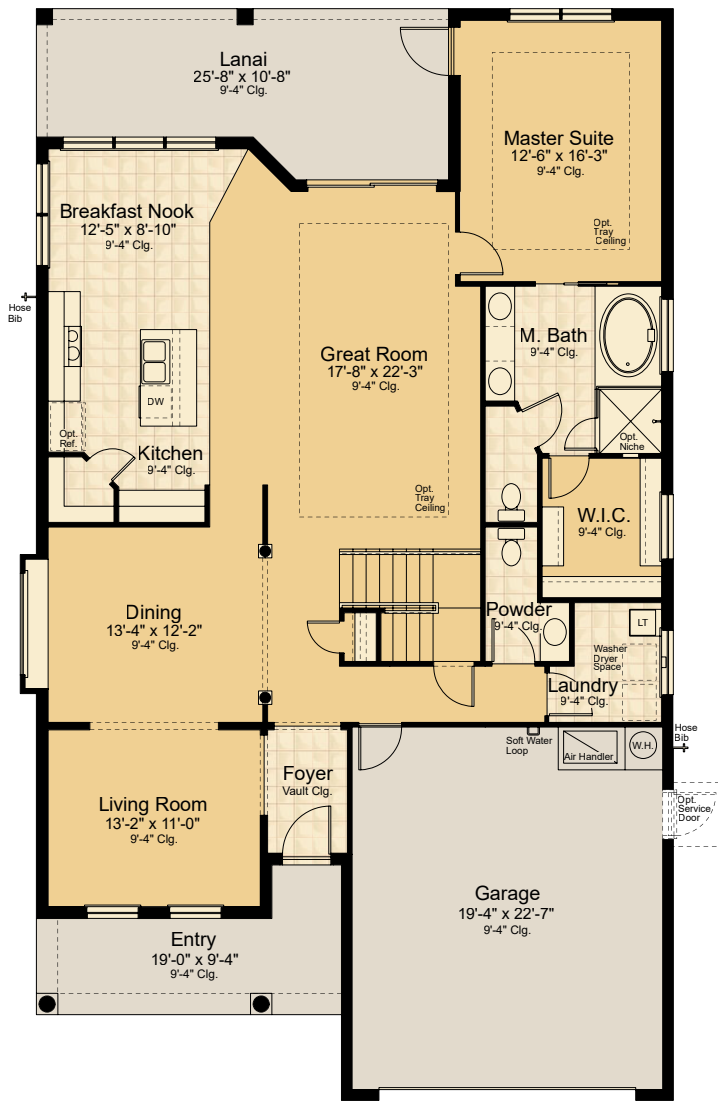 Lanai
25'-8" x 10'-8"
9'-4" Clg.
Master Suite
12'-6" x 16'-3"
9'-4" Clg.
Opt.
Tray
Ceiling
Breakfast Nook
12'-5" x 8'-10"
9'-4" Clg.
Hose
Bib
Great Room
17'-8" x 22'-3"
9'-4" Clg.
Opt.
Tray
Ceiling
M. Bath
9'-4" Clg.
DW
Opt.
Ref.
Kitchen
9'-4" Clg.
Opt.
Niche
W.I.C.
9'-4" Clg.
Dining
13'-4" x 12'-2"
9'-4" Clg.
Powder
9'-4" Clg.
LT
Washer
Dryer
Space
Laundry
9'-4" Clg.
Hose
Bib
Soft Water
Loop
Air Handler
W.H.
Foyer
Vault Clg.
Living Room
13'-2" x 11'-0"
9'-4" Clg.
Opt.
Service
Door
Garage
19'-4" x 22'-7"
9'-4" Clg.
Entry
19'-0" x 9'-4"
9'-4" Clg.